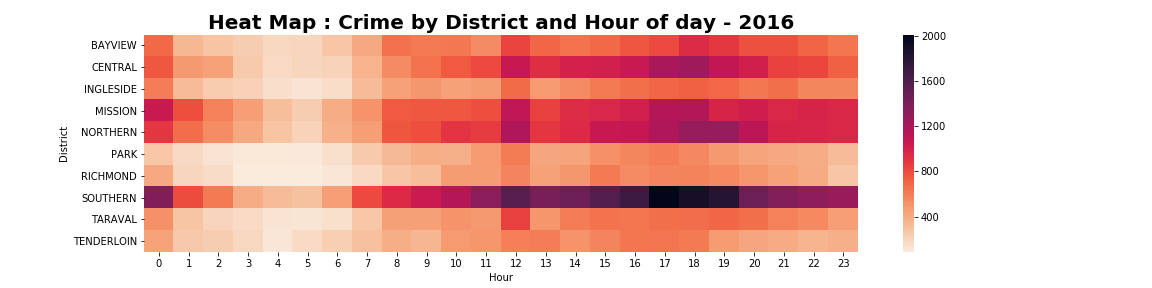 Heat Map : Crime by District and Hour of day - 2016
District
BAYVIEW
CENTRAL
INGLESIDE
MISSION
NORTHERN
PARK
RICHMOND
SOUTHERN
TARAVAL
TENDERLOIN
0 1 2 3 4 5 6 7 8 9 10 11 12 13 14 15 16 17 18 19 20 21 22 23
Hour
2000
1600
1200
800
400